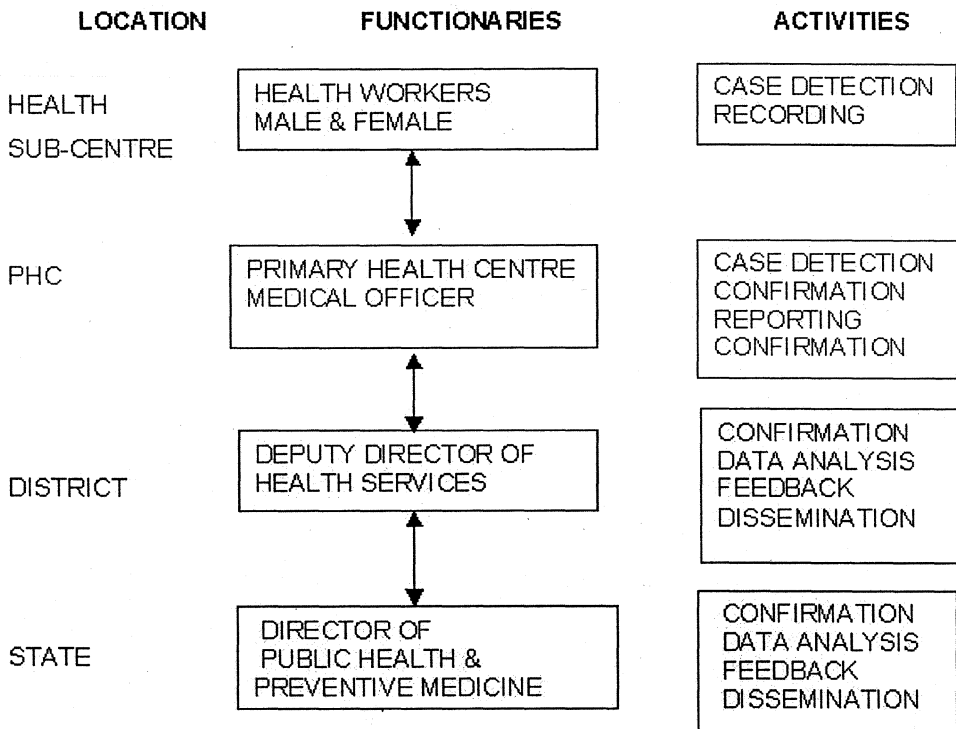 LOCATION FUNCTIONARIES ACTIVITIES
HEALTH
SUB-CENTRE
HEALTH WORKERS
MALE & FEMALE
CASE DETECTION
RECORDING
PHC
PRIMARY HEALTH CENTRE
MEDICAL OFFICER
CASE DETECTION
CONFIRMATION
REPORTING
CONFIRMATION
DISTRICT
DEPUTY DIRECTOR OF
HEALTH SERVICES
CONFIRMATION
DATA ANALYSIS
FEEDBACK
DISSEMINATION
STATE
DIRECTOR OF
PUBLIC HEALTH &
PREVENTIVE MEDICINE
CONFIRMATION
DATA ANALYSIS
FEEDBACK
DISSEMINATION